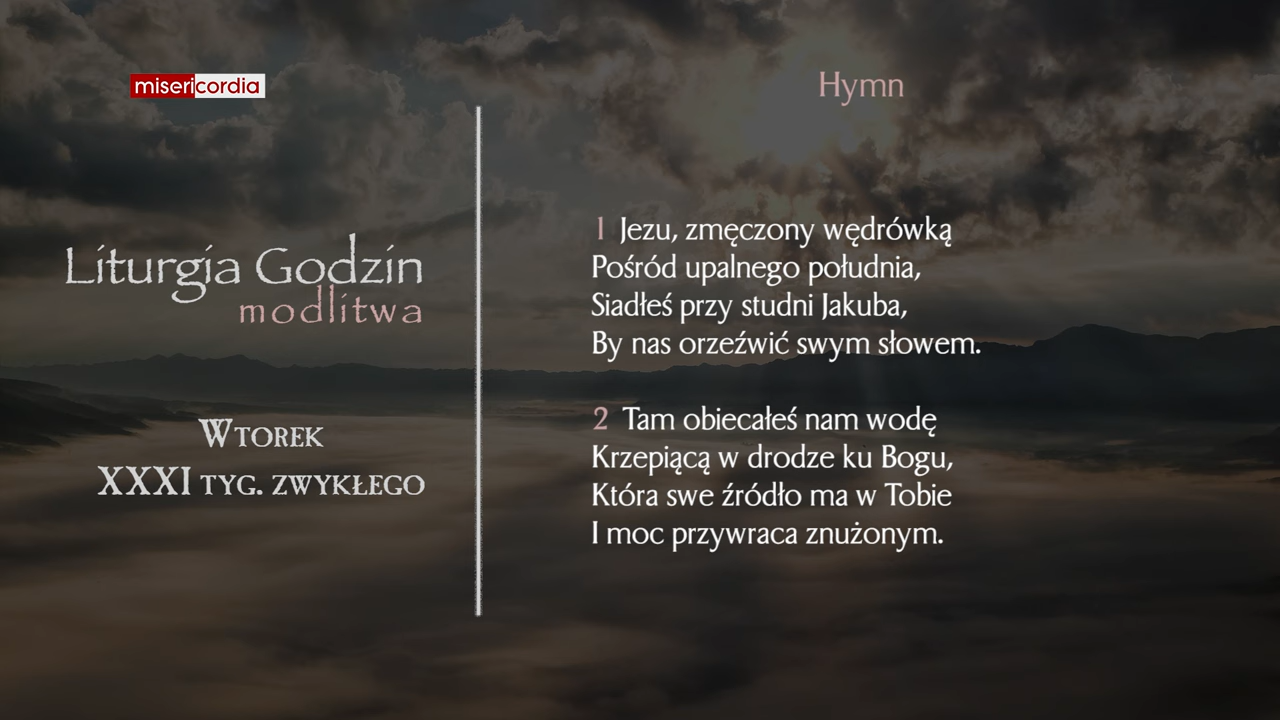 misericordia
Liturgia Godzin
modlitwa
Wtorek
XXXI tyg. zwykłego
Hymn
1 Jezu, zmęczony wędrówką
Pośród upalnego południa,
Siadłeś przy studni Jakuba,
By nas orzeźwić swym słowem.
2 Tam obiecałeś nam wodę
Krzepiącą w drodze ku Bogu,
Która swe źródło ma w Tobie
I moc przywraca znużonym.